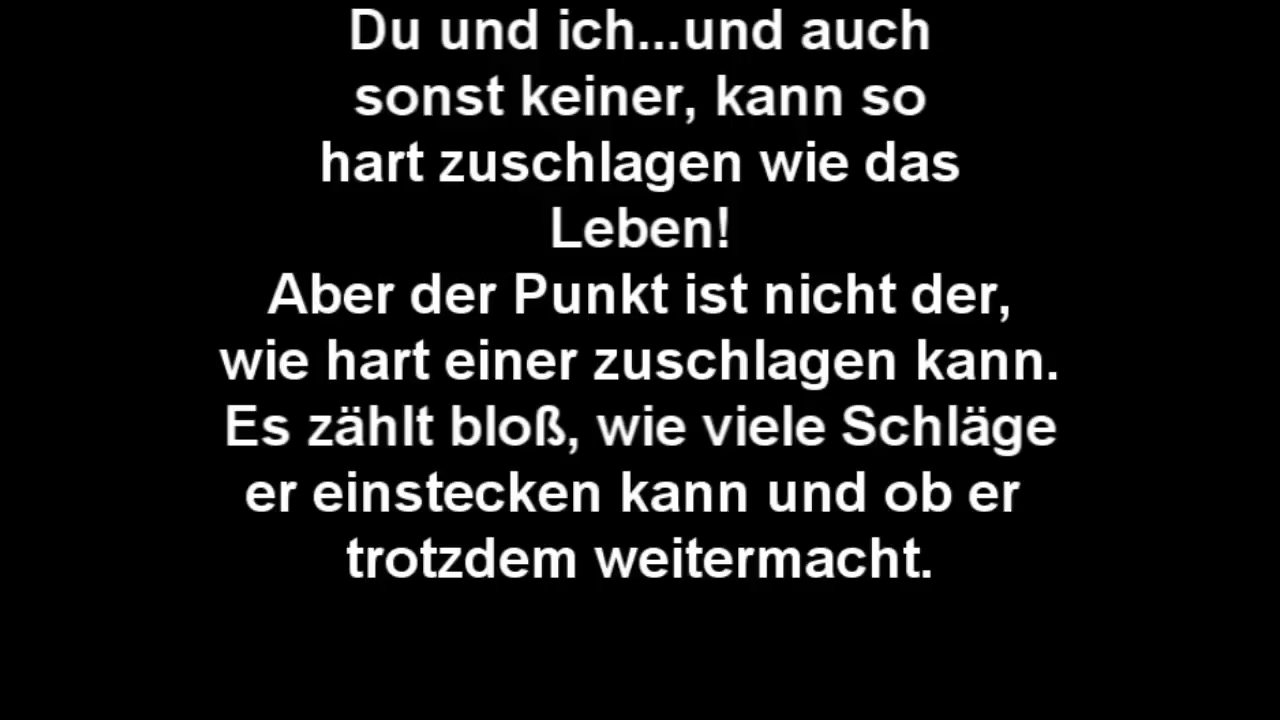 Du und ich...und auch
sonst keiner, kann so
hart zuschlagen wie das
Leben!
Aber der Punkt ist nicht der,
wie hart einer zuschlagen kann.
Es zählt bloß, wie viele Schläge
er einstecken kann und ob er
trotzdem weitermacht.